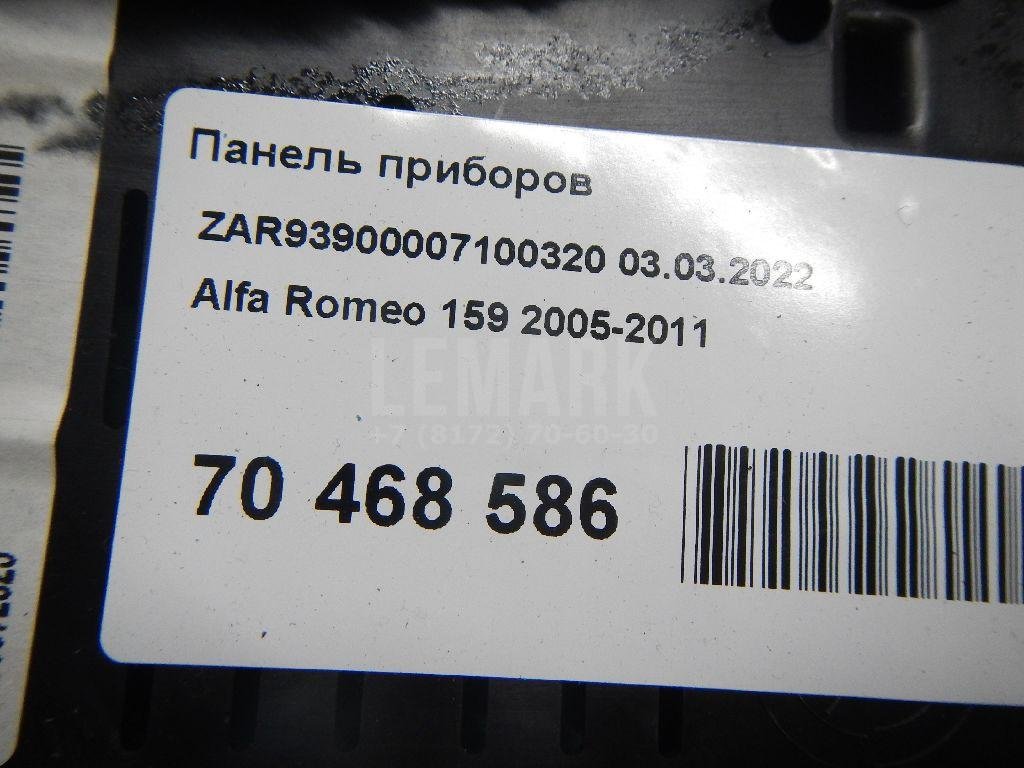 Панель приборов
ZAR93900007100320 03.03.2022
Alfa Romeo 159 2005-2011
LEMARK
+7 (8172) 70-60-30
70 468 586